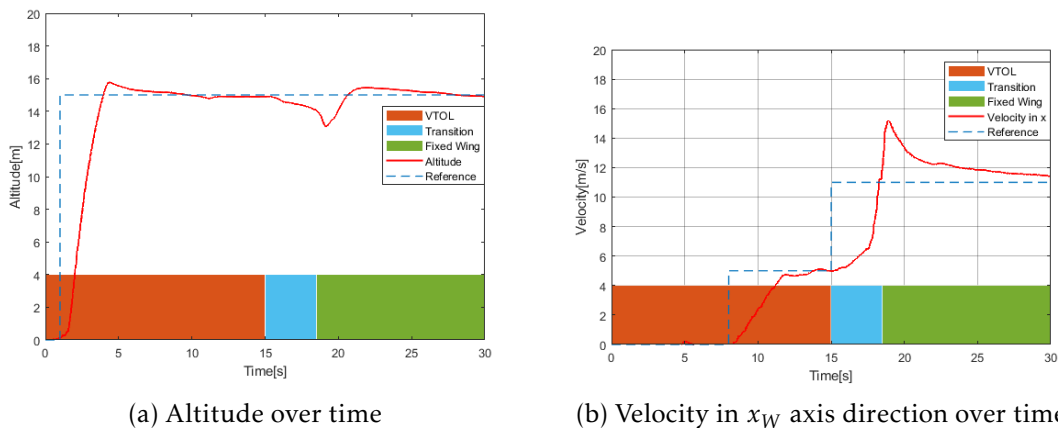 20
18
16
14
12
10
8
6
4
2
0
Altitude[m]
VTOL
Transition
Fixed Wing
Altitude
Reference
0 5 10 15 20 25 30
Time[s]
(a) Altitude over time
20
18
16
14
12
10
8
6
4
2
0
Velocity[m/s]
VTOL
Transition
Fixed Wing
Velocity in x
Reference
0 5 10 15 20 25 30
Time[s]
(b) Velocity in x_W axis direction over time